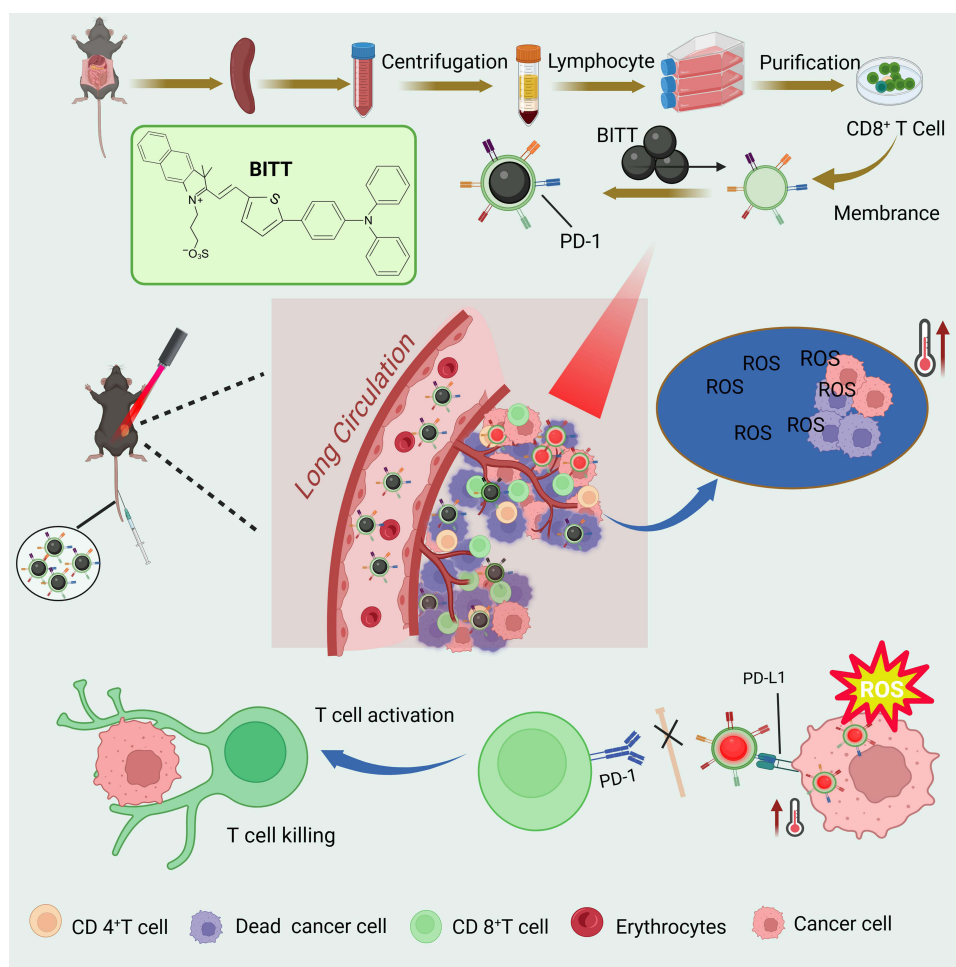 Centrifugation
Lymphocyte
Purification
CD8⁺ T Cell
BITT
N⁺
S
N
⁻O₃S
BITT
PD-1
Membrance
Long Circulation
ROS
ROS
ROS
ROS
ROS
ROS
T cell activation
T cell killing
PD-1
PD-L1
ROS
CD 4⁺T cell
Dead cancer cell
CD 8⁺T cell
Erythrocytes
Cancer cell